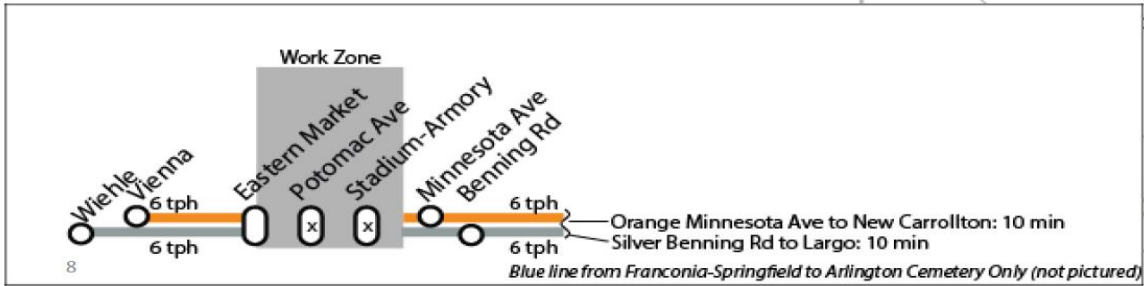 Work Zone
Wiehle
Vienna
Eastern Market
Potomac Ave
Stadium-Armory
Minnesota Ave
Benning Rd
6 tph
6 tph
6 tph
6 tph
x
x
Orange Minnesota Ave to New Carrollton: 10 min
Silver Benning Rd to Largo: 10 min
8
Blue line from Franconia-Springfield to Arlington Cemetery Only (not pictured)